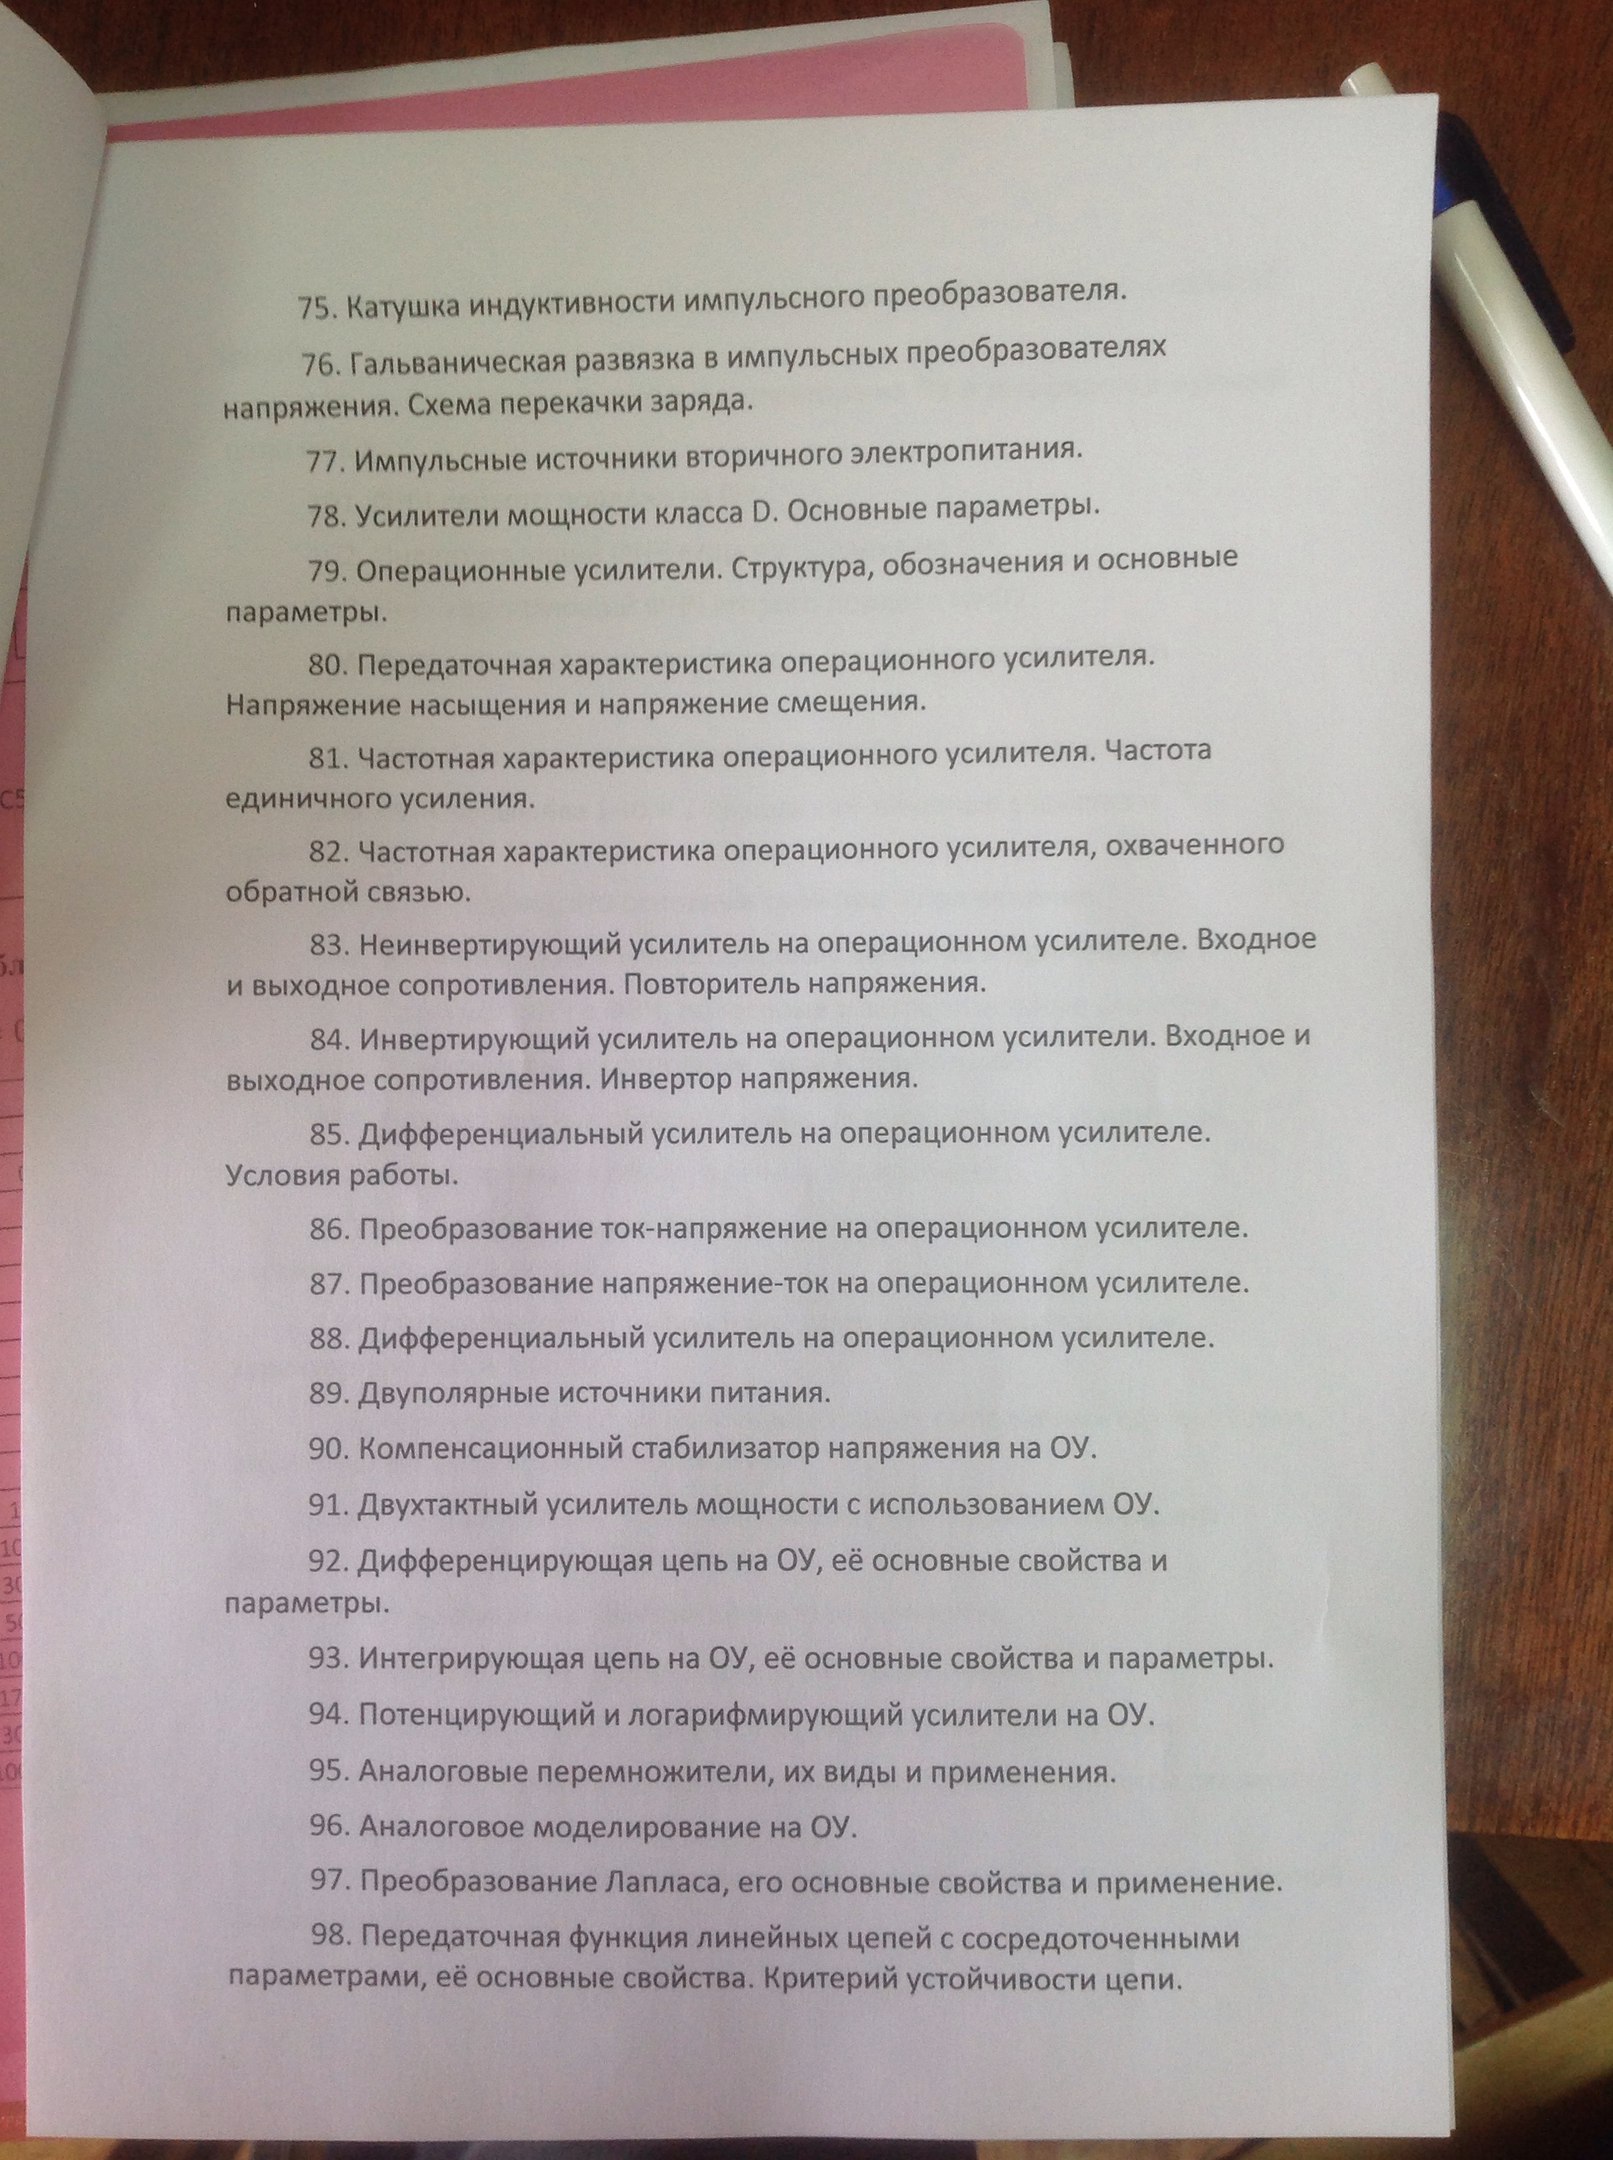 75. Катушка индуктивности импульсного преобразователя.
76. Гальваническая развязка в импульсных преобразователях
напряжения. Схема перекачки заряда.
77. Импульсные источники вторичного электропитания.
78. Усилители мощности класса D. Основные параметры.
79. Операционные усилители. Структура, обозначения и основные
параметры.
80. Передаточная характеристика операционного усилителя.
Напряжение насыщения и напряжение смещения.
81. Частотная характеристика операционного усилителя. Частота
единичного усиления.
82. Частотная характеристика операционного усилителя, охваченного
обратной связью.
83. Неинвертирующий усилитель на операционном усилителе. Входное
и выходное сопротивления. Повторитель напряжения.
84. Инвертирующий усилитель на операционном усилители. Входное и
выходное сопротивления. Инвертор напряжения.
85. Дифференциальный усилитель на операционном усилителе.
Условия работы.
86. Преобразование ток-напряжение на операционном усилителе.
87. Преобразование напряжение-ток на операционном усилителе.
88. Дифференциальный усилитель на операционном усилителе.
89. Двуполярные источники питания.
90. Компенсационный стабилизатор напряжения на ОУ.
91. Двухтактный усилитель мощности с использованием ОУ.
92. Дифференцирующая цепь на ОУ, её основные свойства и
параметры.
93. Интегрирующая цепь на ОУ, её основные свойства и параметры.
94. Потенцирующий и логарифмирующий усилители на ОУ.
95. Аналоговые перемножители, их виды и применения.
96. Аналоговое моделирование на ОУ.
97. Преобразование Лапласа, его основные свойства и применение.
98. Передаточная функция линейных цепей с сосредоточенными
параметрами, её основные свойства. Критерий устойчивости цепи.